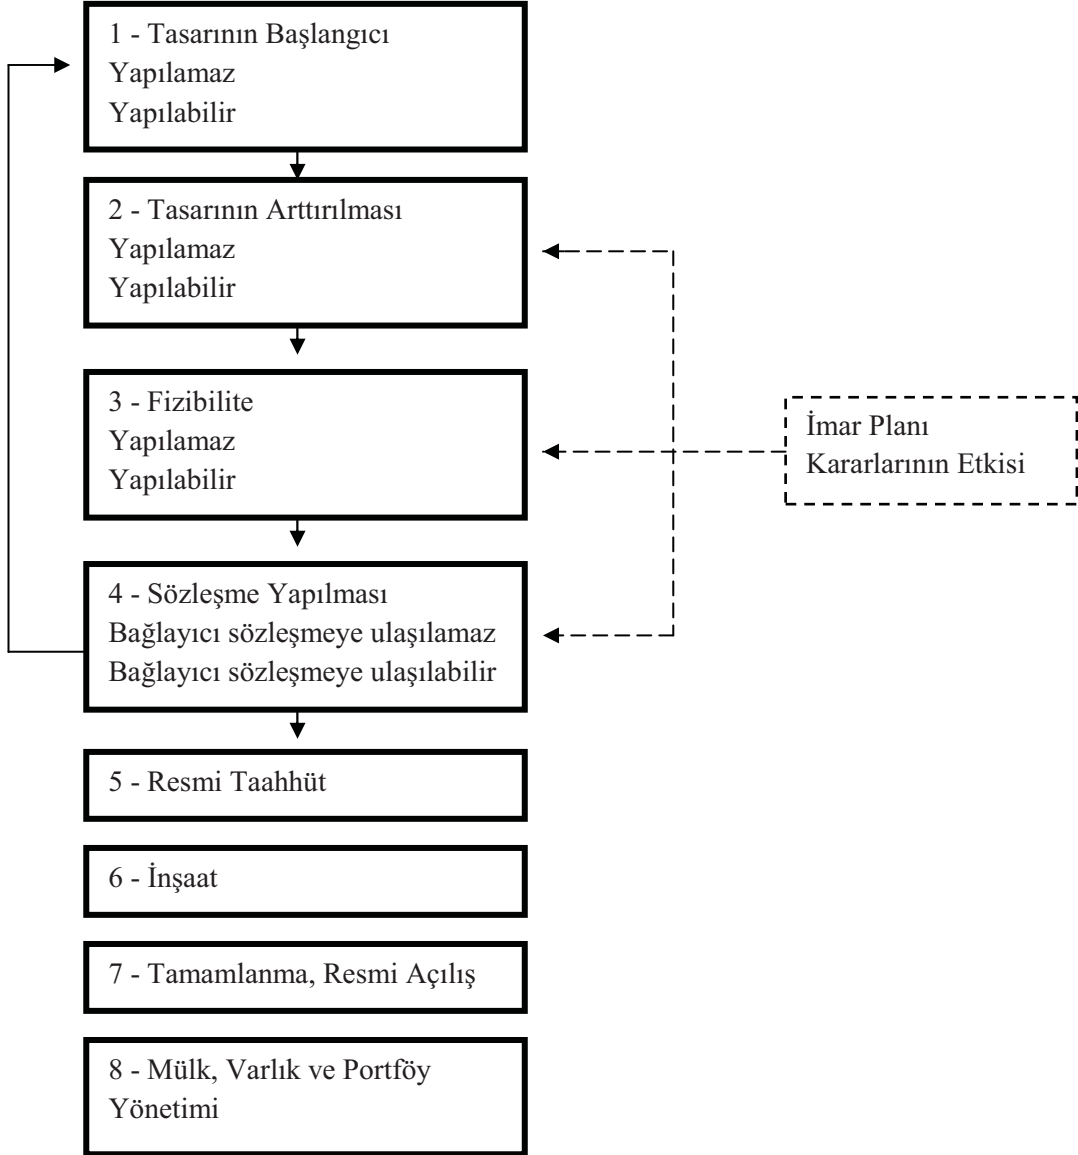 1 - Tasarının Başlangıcı
Yapılamaz
Yapılabilir
2 - Tasarının Arttırılması
Yapılamaz
Yapılabilir
3 - Fizibilite
Yapılamaz
Yapılabilir
İmar Planı
Kararlarının Etkisi
4 - Sözleşme Yapılması
Bağlayıcı sözleşmeye ulaşılamaz
Bağlayıcı sözleşmeye ulaşılabilir
5 - Resmi Taahhüt
6 - İnşaat
7 - Tamamlanma, Resmi Açılış
8 - Mülk, Varlık ve Portföy
Yönetimi